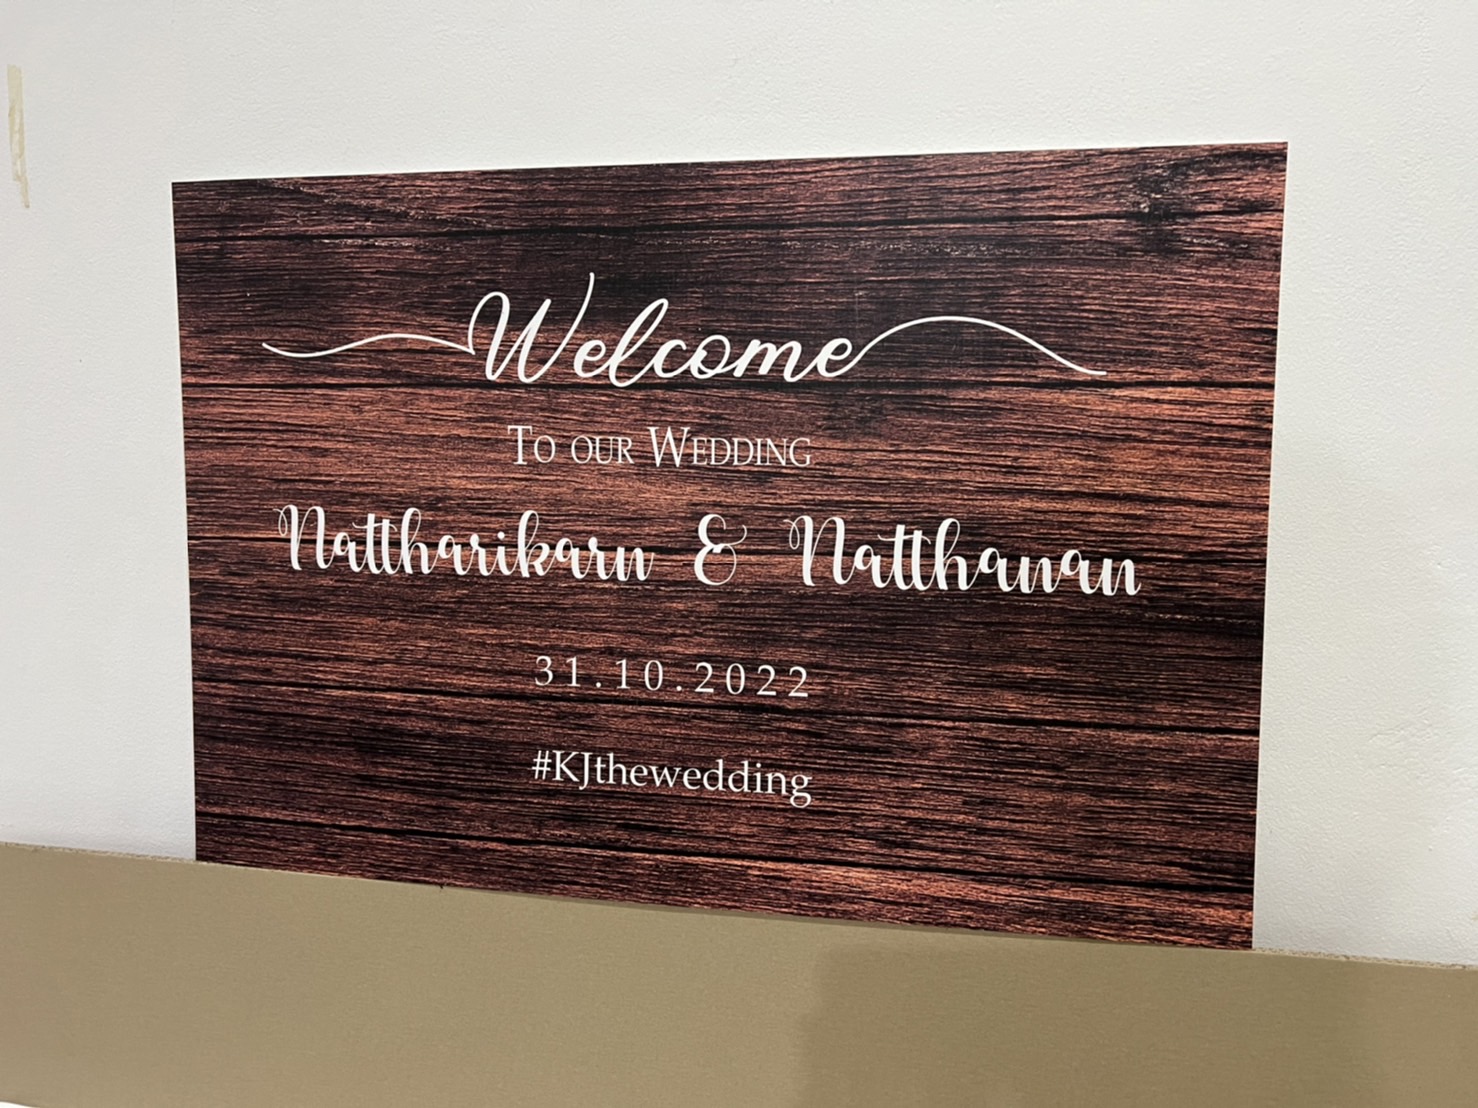 Welcome
To our Wedding
Nattharikarn & Natthanan
31.10.2022
#KJthewedding